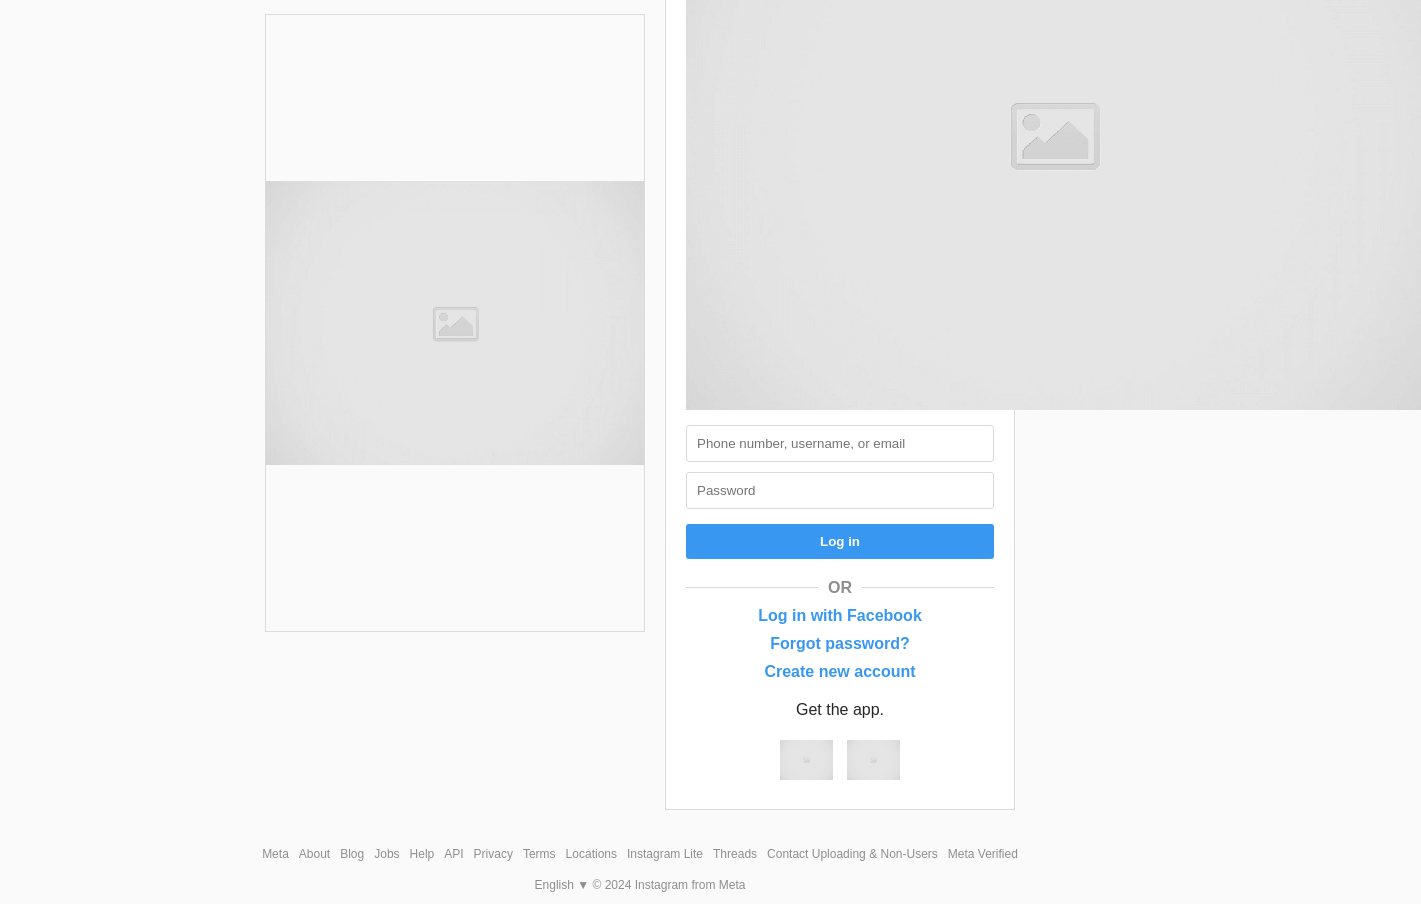 Phone number, username, or email
Password
Log in
OR
Log in with Facebook
Forgot password?
Create new account
Get the app.
Meta About Blog Jobs Help API Privacy Terms Locations Instagram Lite Threads Contact Uploading & Non-Users Meta Verified
English ▼ © 2024 Instagram from Meta